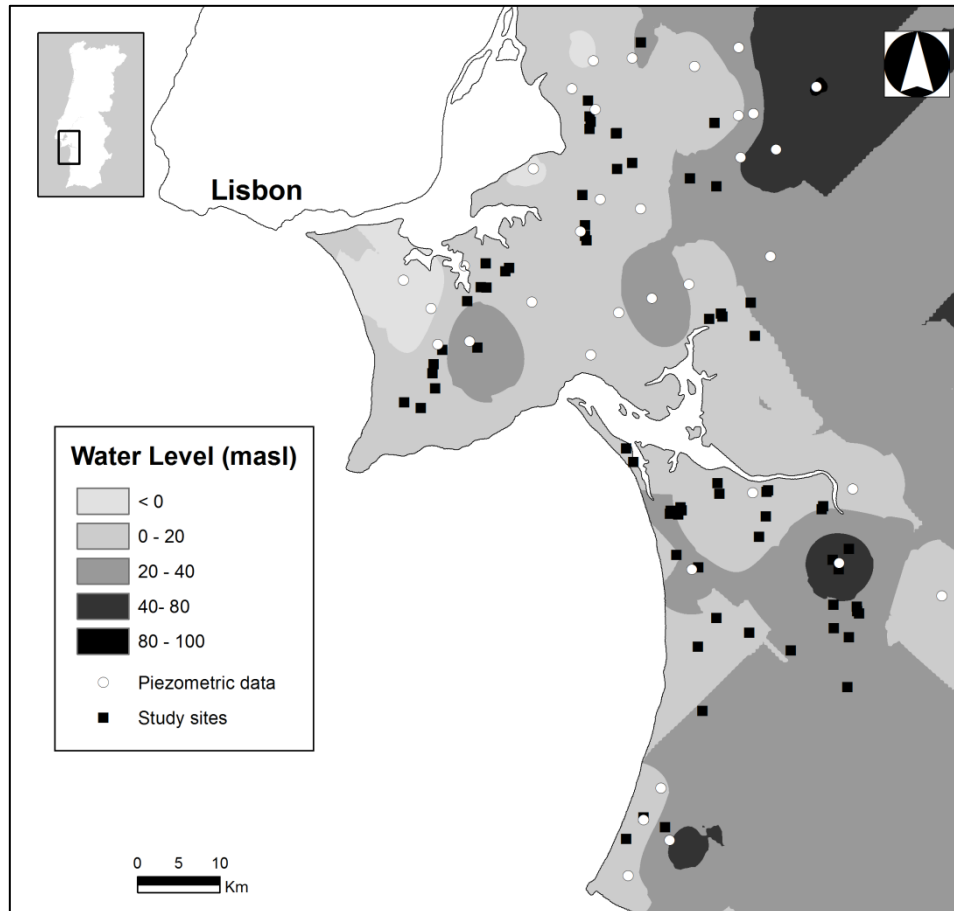 Lisbon
Water Level (masl)
< 0
0 - 20
20 - 40
40- 80
80 - 100
Piezometric data
Study sites
0 5 10
Km